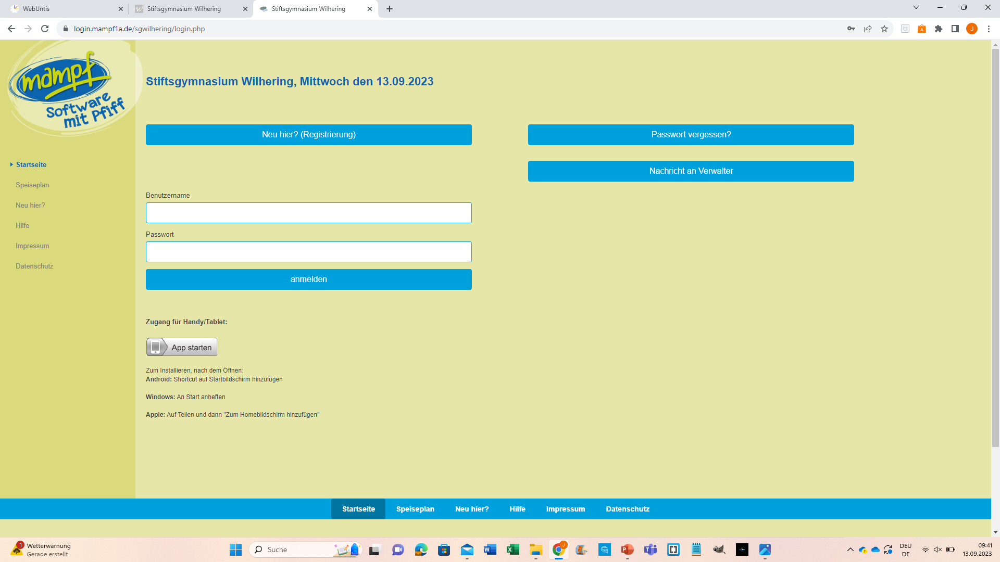 WebUntis
Stiftsgymnasium Wilhering
Stiftsgymnasium Wilhering
login.mampf1a.de/sgwilhering/login.php
J
mampf
Software
mit Pfiff
Stiftsgymnasium Wilhering, Mittwoch den 13.09.2023
Neu hier? (Registrierung)
Passwort vergessen?
Nachricht an Verwalter
Startseite
Speiseplan
Neu hier?
Hilfe
Impressum
Datenschutz
Benutzername
Passwort
anmelden
Zugang für Handy/Tablet:
App starten
Zum Installieren, nach dem Öffnen:
Android: Shortcut auf Startbildschirm hinzufügen
Windows: An Start anheften
Apple: Auf Teilen und dann "Zum Homebildschirm hinzufügen"
Startseite Speiseplan Neu hier? Hilfe Impressum Datenschutz
1
Wetterwarnung
Gerade erstellt
Suche
J
DEU
DE
09:41
13.09.2023